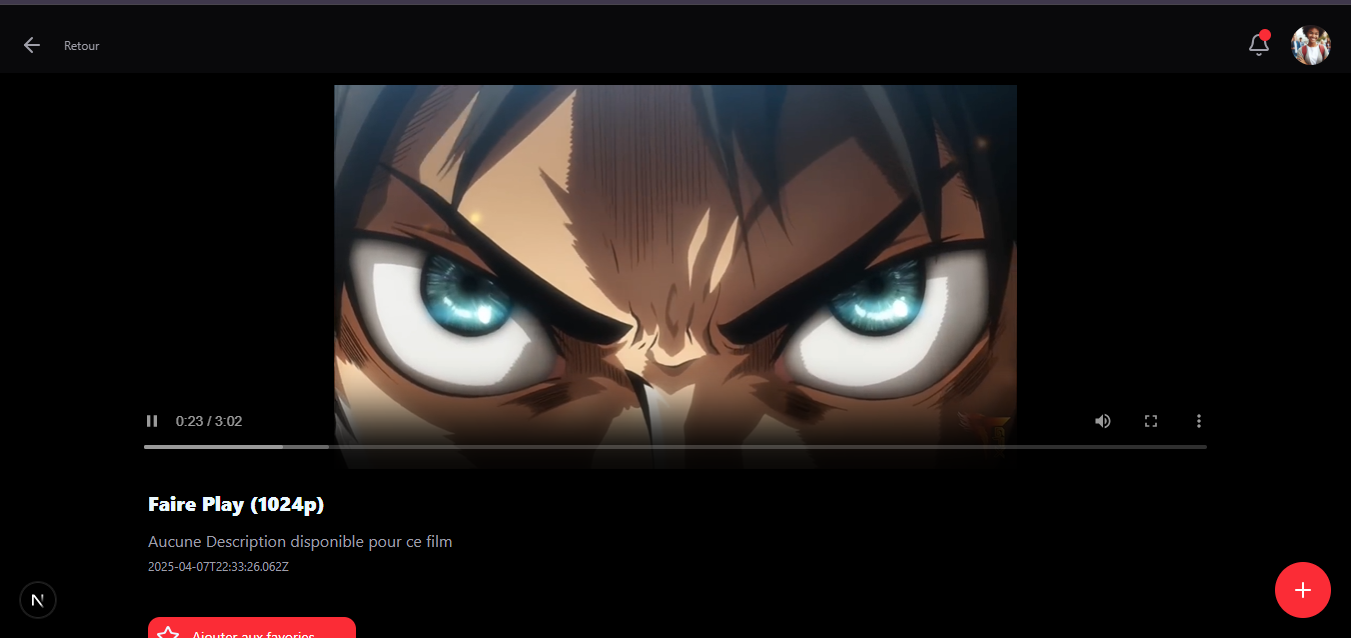 Retour
0:23 / 3:02
Faire Play (1024p)
Aucune Description disponible pour ce film
2025-04-07T22:33:26.062Z
N
Ajouter aux favories